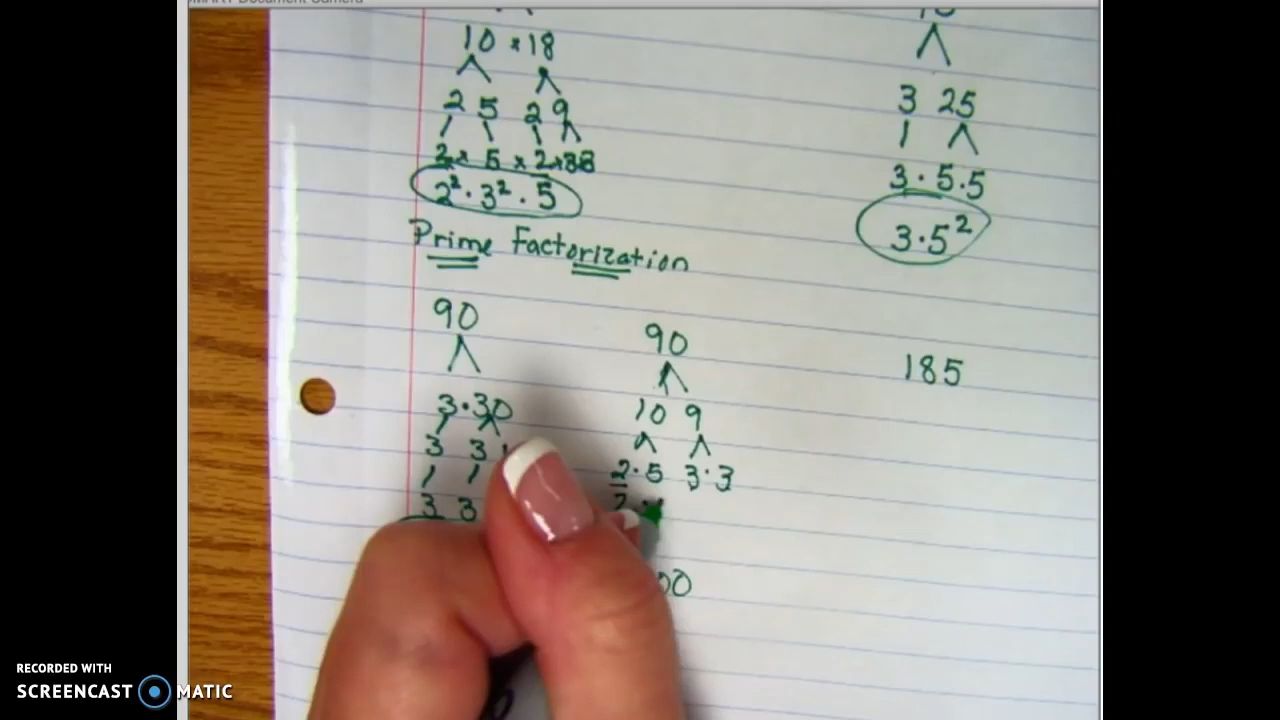 10 × 18
2 5 2 9
2 × 5 × 2 × 3 3
2² · 3² · 5
3 25
3 · 5 · 5
3 · 5²
Prime Factorization
90
3 · 30
3 3
3 3
90
10 9
2 · 5 3 · 3
185
00
RECORDED WITH
SCREENCAST MATIC